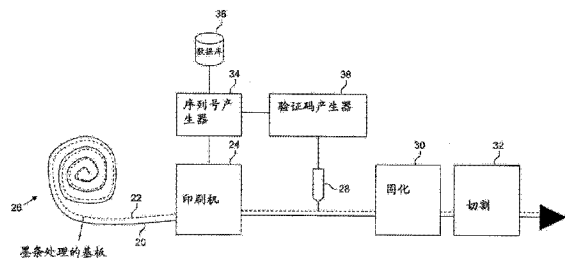 36
数据库
34
38
序列号产
生器
验证码产生器
24
30
32
印刷机
28
固化
切割
26
22
20
墨条处理的基板